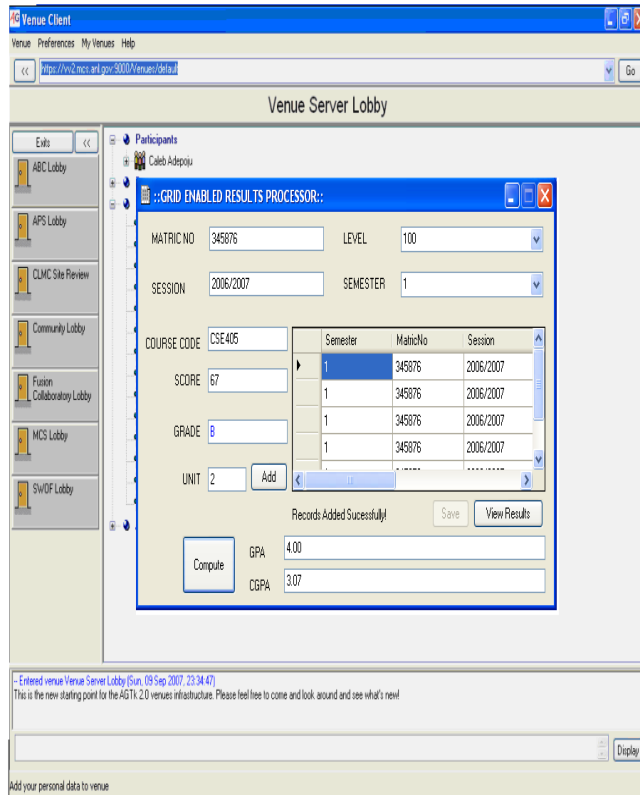 Venue Client
Venue Preferences My Venues Help
<< https://vv2.mcs.anl.gov:9000/Venues/default Go
Venue Server Lobby
Exits <<
ABC Lobby
APS Lobby
CLMC Site Review
Community Lobby
Fusion
Collaboratory Lobby
MCS Lobby
SWOF Lobby
Participants
Caleb Adepoju
::GRID ENABLED RESULTS PROCESSOR::
MATRIC NO 345876 LEVEL 100
SESSION 2006/2007 SEMESTER 1
COURSE CODE CSE405
SCORE 67
GRADE B
UNIT 2 Add
Semester MatricNo Session
1 345876 2006/2007
1 345876 2006/2007
1 345876 2006/2007
1 345876 2006/2007
Records Added Sucessfully! Save View Results
Compute
GPA 4.00
CGPA 3.07
-- Entered venue Venue Server Lobby (Sun, 09 Sep 2007, 23:34:47)
This is the new starting point for the AGTk 2.0 venues infrastructure. Please feel free to come and look around and see what's new!
Display
Add your personal data to venue